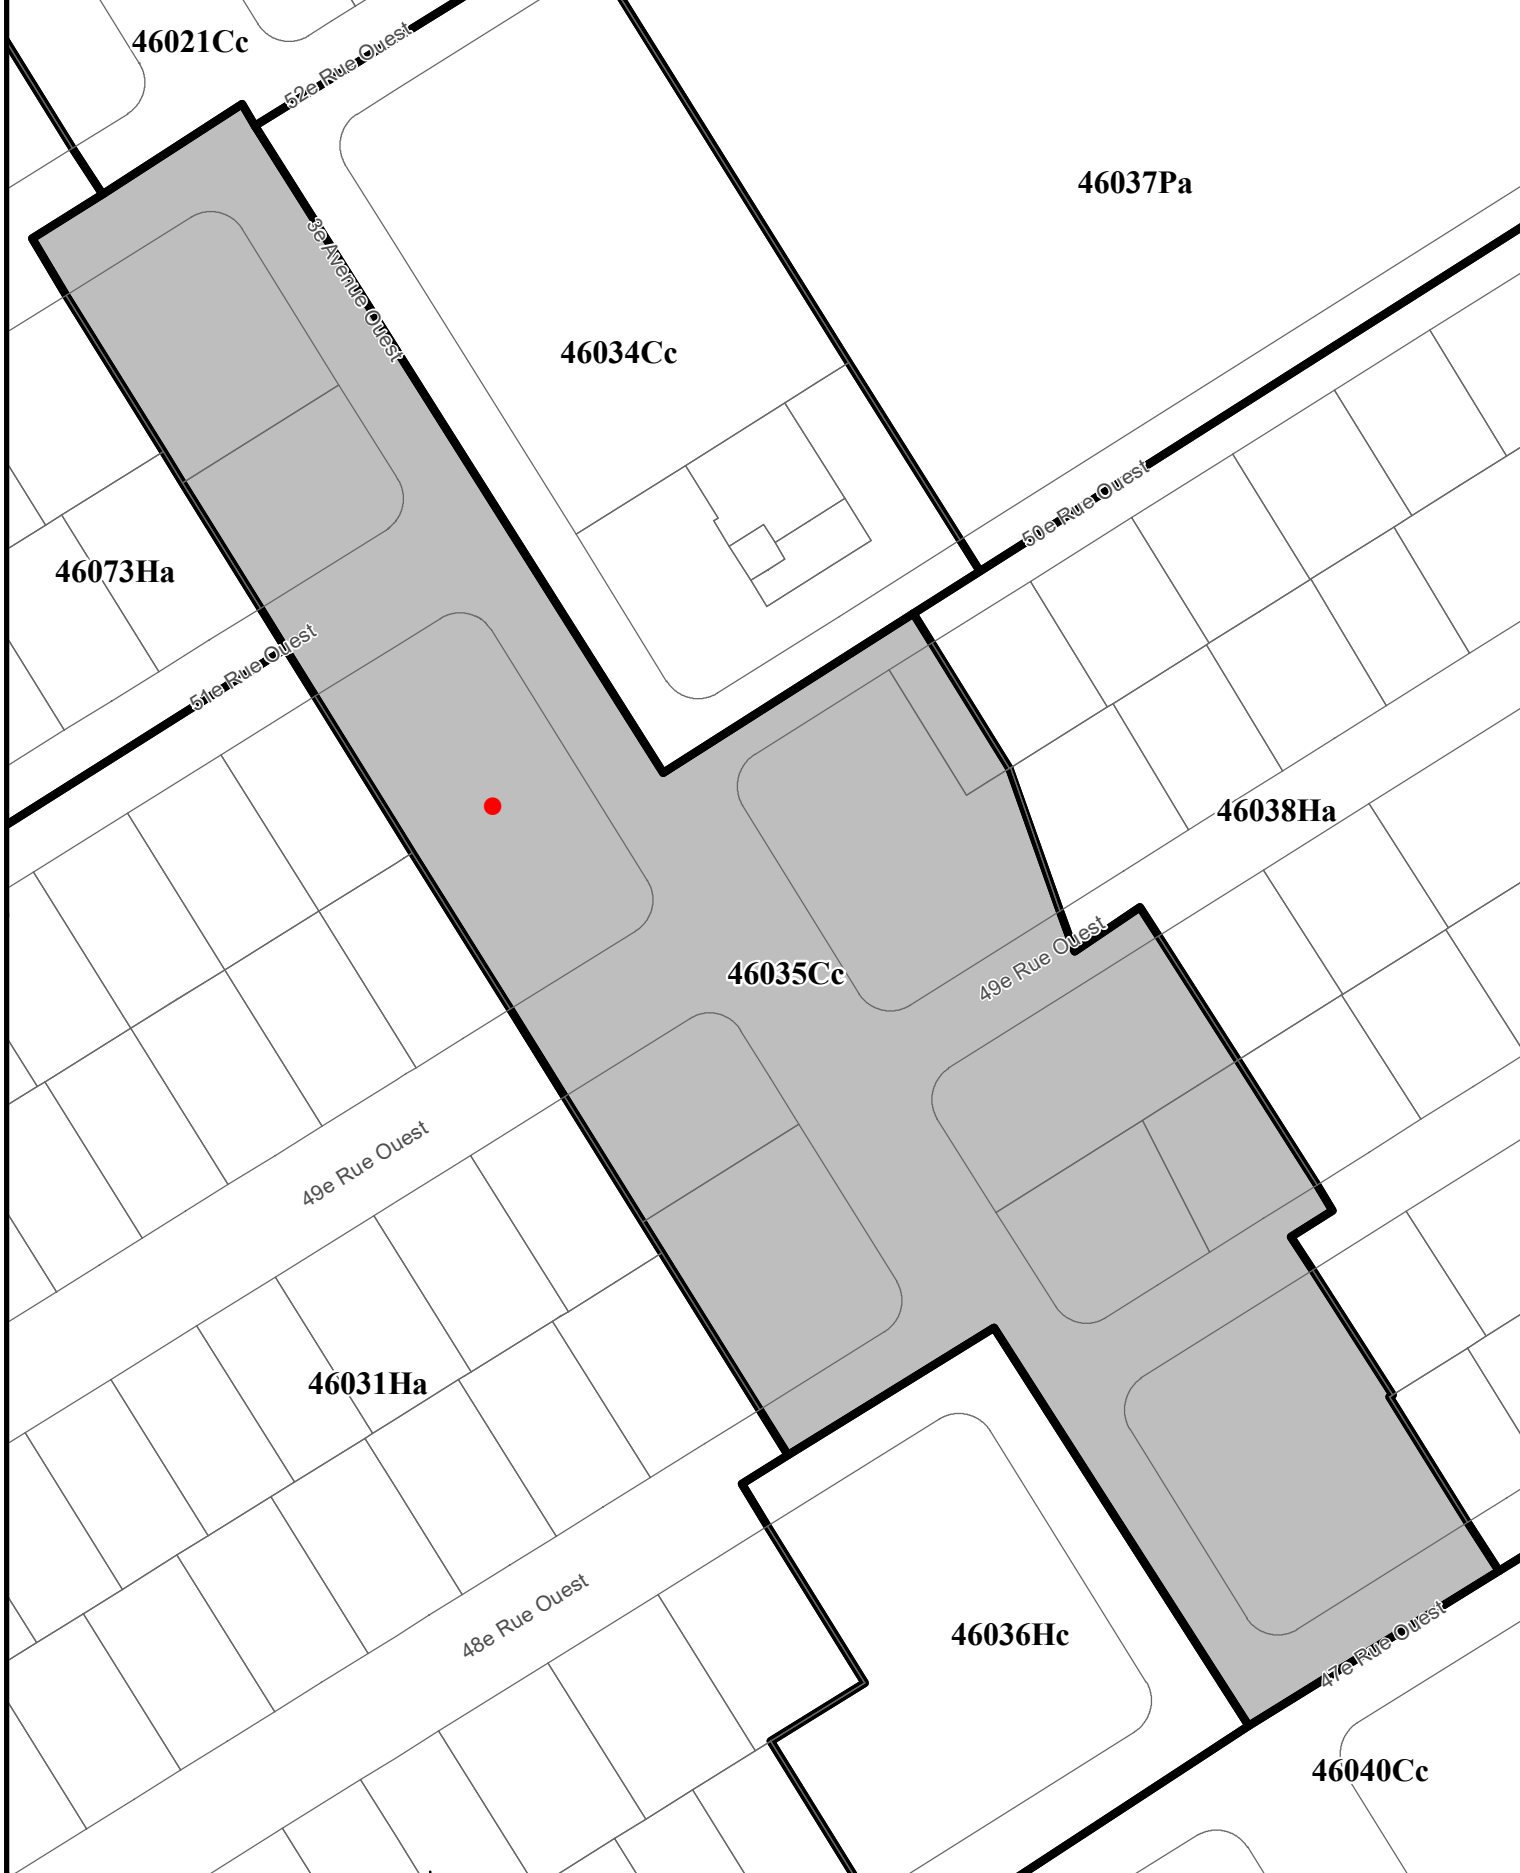 46021Cc
52e Rue Ouest
46037Pa
3e Avenue Ouest
46034Cc
50e Rue Ouest
46073Ha
51e Rue Ouest
46038Ha
49e Rue Ouest
46035Cc
49e Rue Ouest
46031Ha
48e Rue Ouest
46036Hc
47e Rue Ouest
46040Cc